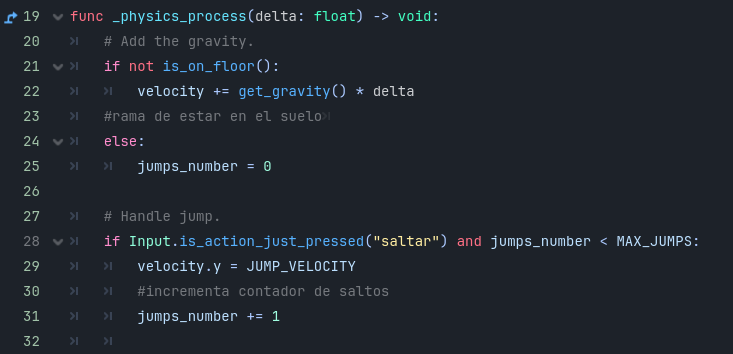 19 func _physics_process(delta: float) -> void:
20 # Add the gravity.
21 if not is_on_floor():
22 velocity += get_gravity() * delta
23 #rama de estar en el suelo
24 else:
25 jumps_number = 0
26
27 # Handle jump.
28 if Input.is_action_just_pressed("saltar") and jumps_number < MAX_JUMPS:
29 velocity.y = JUMP_VELOCITY
30 #incrementa contador de saltos
31 jumps_number += 1
32